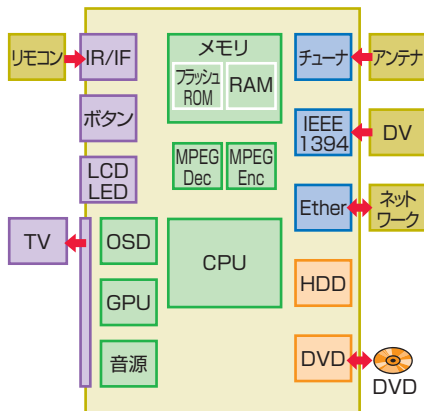 リモコン
IR/IF
ボタン
LCD
LED
TV
OSD
GPU
音源
メモリ
フラッシュ
ROM
RAM
MPEG
Dec
MPEG
Enc
CPU
チューナ
アンテナ
IEEE
1394
DV
Ether
ネット
ワーク
HDD
DVD
DVD